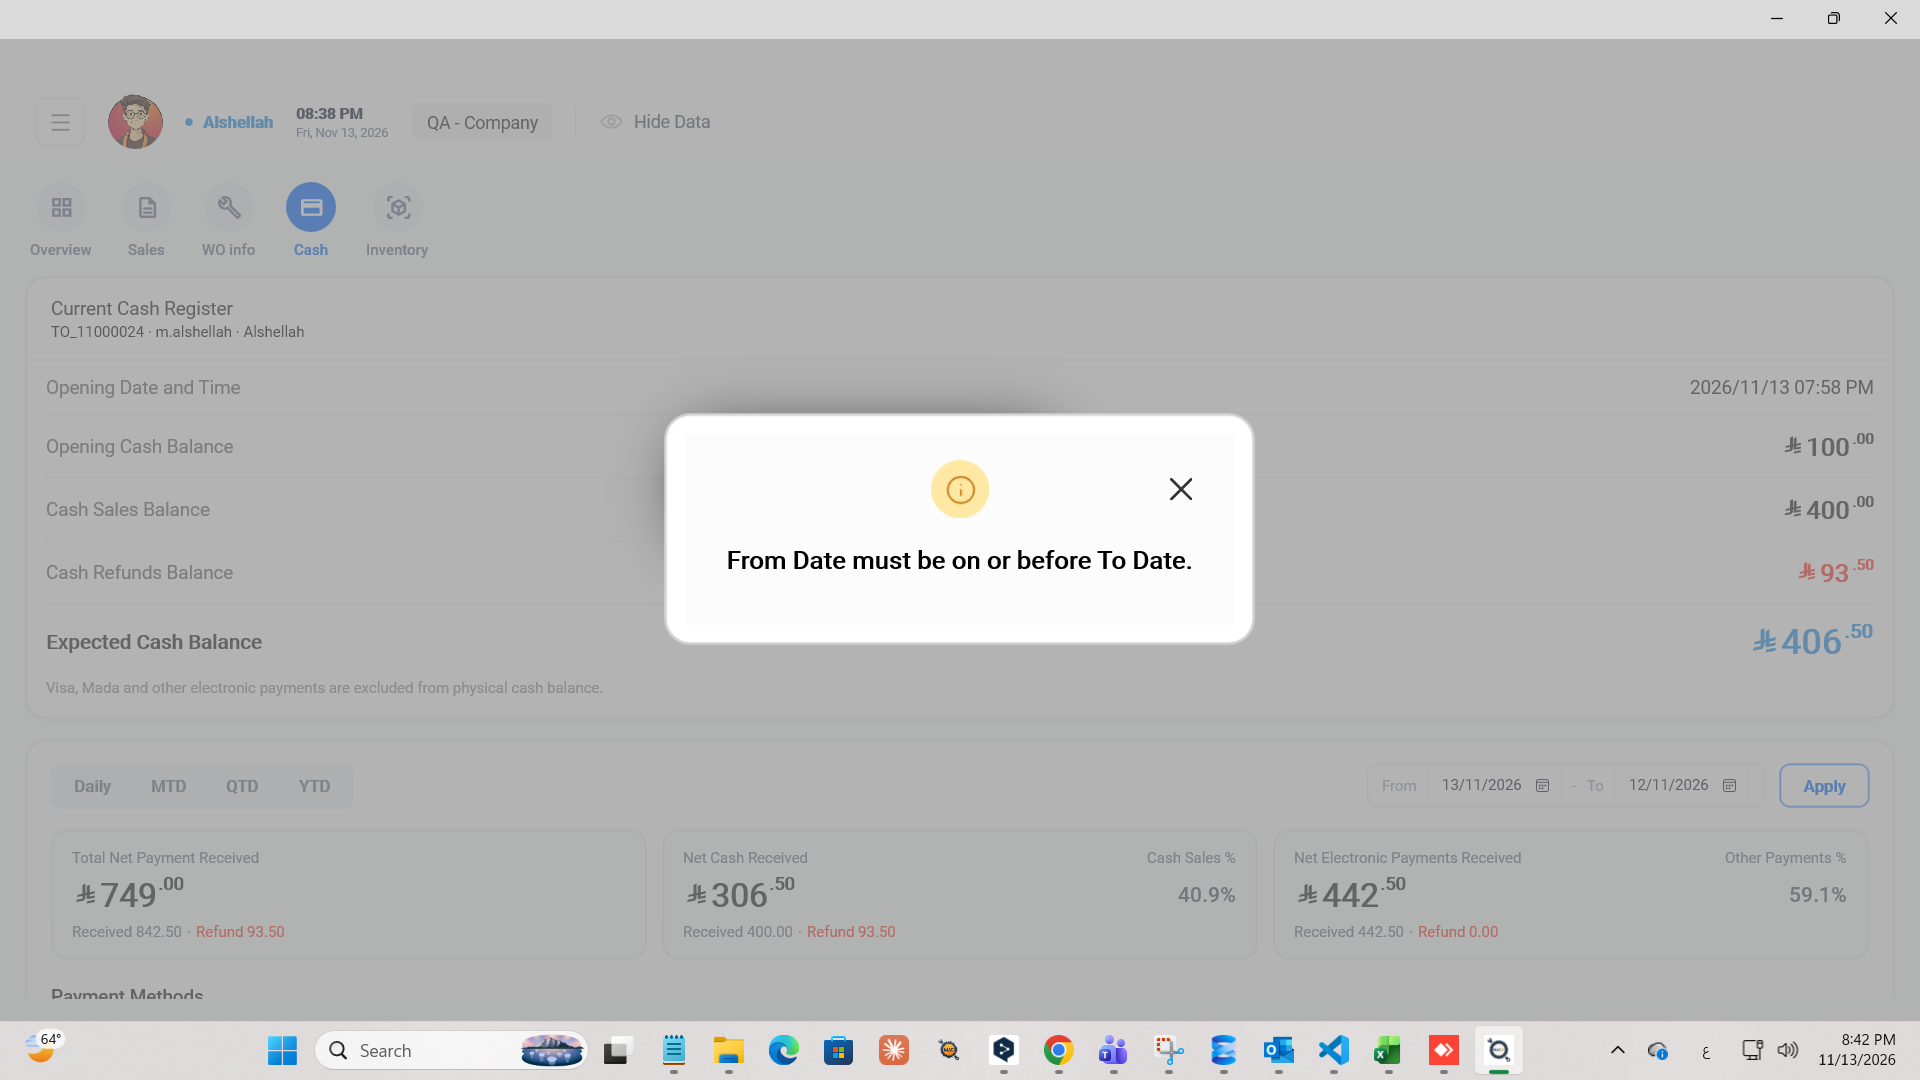 Alshellah
08:38 PM
Fri, Nov 13, 2026
QA - Company
Hide Data
Overview
Sales
WO info
Cash
Inventory
Current Cash Register
TO_11000024 · m.alshellah · Alshellah
Opening Date and Time
2026/11/13 07:58 PM
Opening Cash Balance
100.00
Cash Sales Balance
400.00
Cash Refunds Balance
93.50
Expected Cash Balance
406.50
Visa, Mada and other electronic payments are excluded from physical cash balance.
From Date must be on or before To Date.
Daily
MTD
QTD
YTD
From 13/11/2026 - To 12/11/2026
Apply
Total Net Payment Received
749.00
Received 842.50 · Refund 93.50
Net Cash Received
Cash Sales %
306.50
40.9%
Received 400.00 · Refund 93.50
Net Electronic Payments Received
Other Payments %
442.50
59.1%
Received 442.50 · Refund 0.00
Payment Methods
64°
Search
ع
8:42 PM
11/13/2026